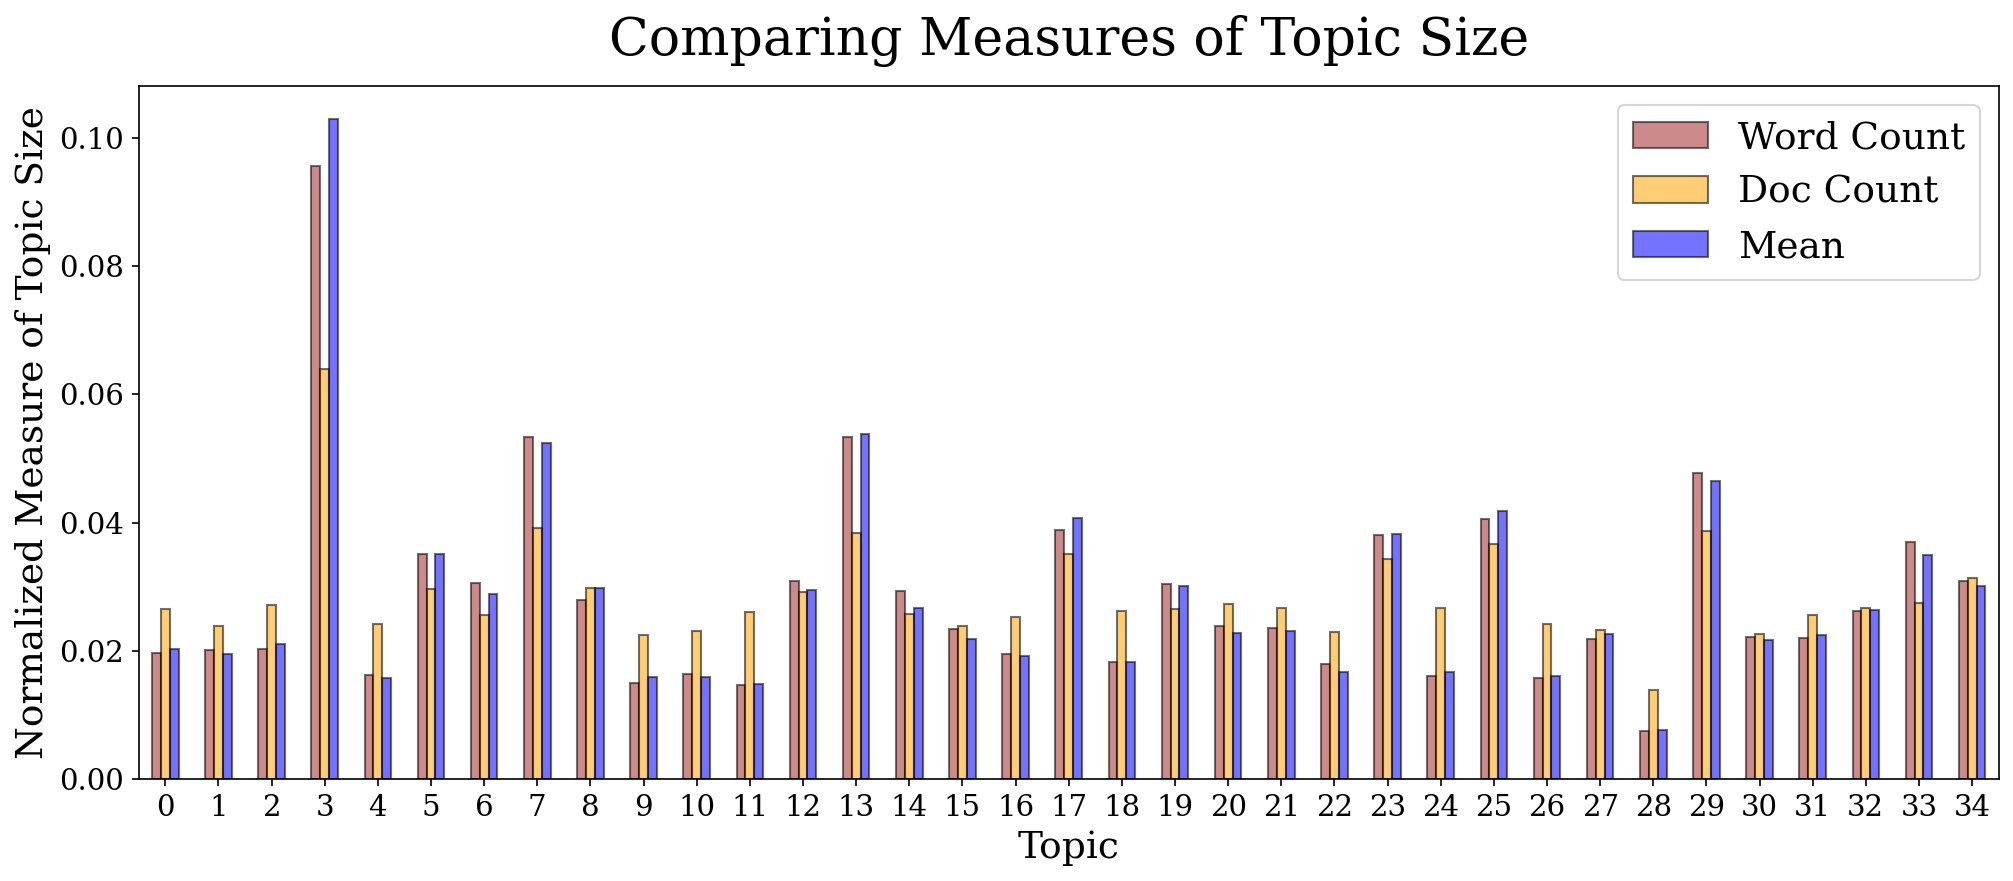 Comparing Measures of Topic Size
Normalized Measure of Topic Size
0.10
0.08
0.06
0.04
0.02
0.00
Word Count
Doc Count
Mean
0 1 2 3 4 5 6 7 8 9 10 11 12 13 14 15 16 17 18 19 20 21 22 23 24 25 26 27 28 29 30 31 32 33 34
Topic